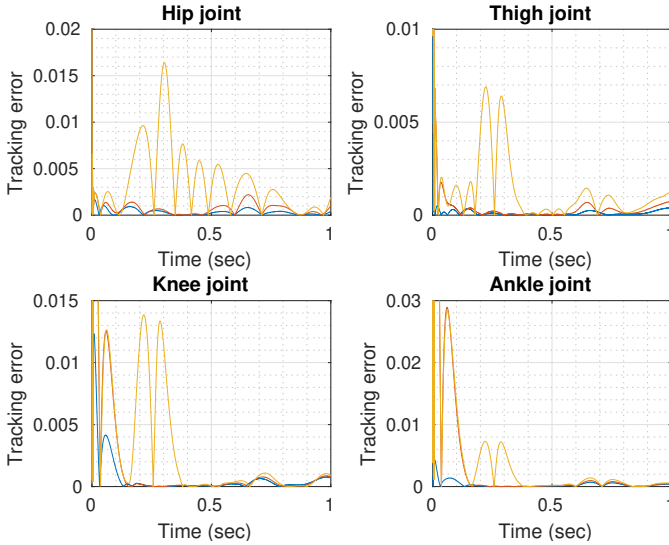 Hip joint
Tracking error
0.02
0.015
0.01
0.005
0
0
0.5
1
Time (sec)
Thigh joint
Tracking error
0.01
0.005
0
0
0.5
1
Time (sec)
Knee joint
Tracking error
0.015
0.01
0.005
0
0
0.5
1
Time (sec)
Ankle joint
Tracking error
0.03
0.02
0.01
0
0
0.5
1
Time (sec)